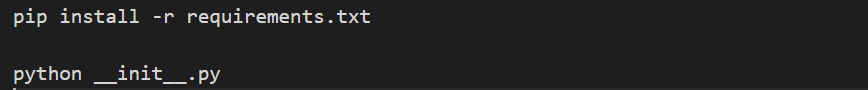 pip install -r requirements.txt
python __init__.py